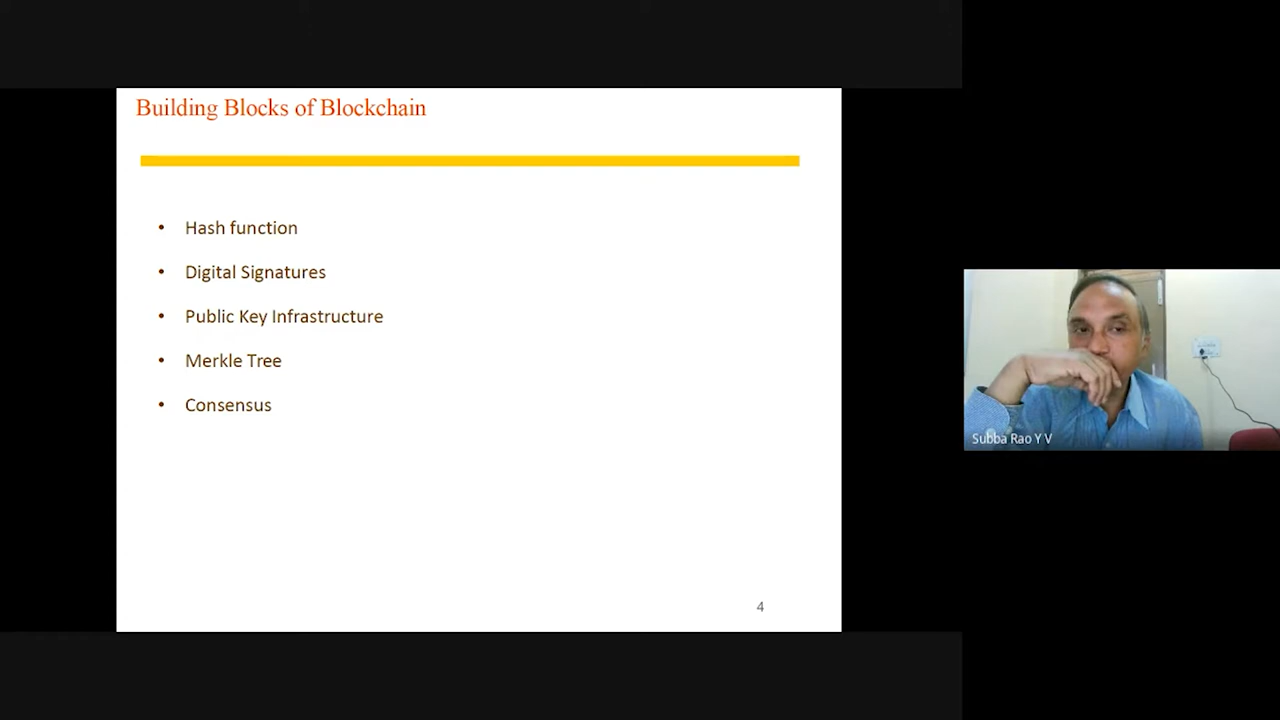 Building Blocks of Blockchain
• Hash function
• Digital Signatures
• Public Key Infrastructure
• Merkle Tree
• Consensus
4
Subba Rao Y V